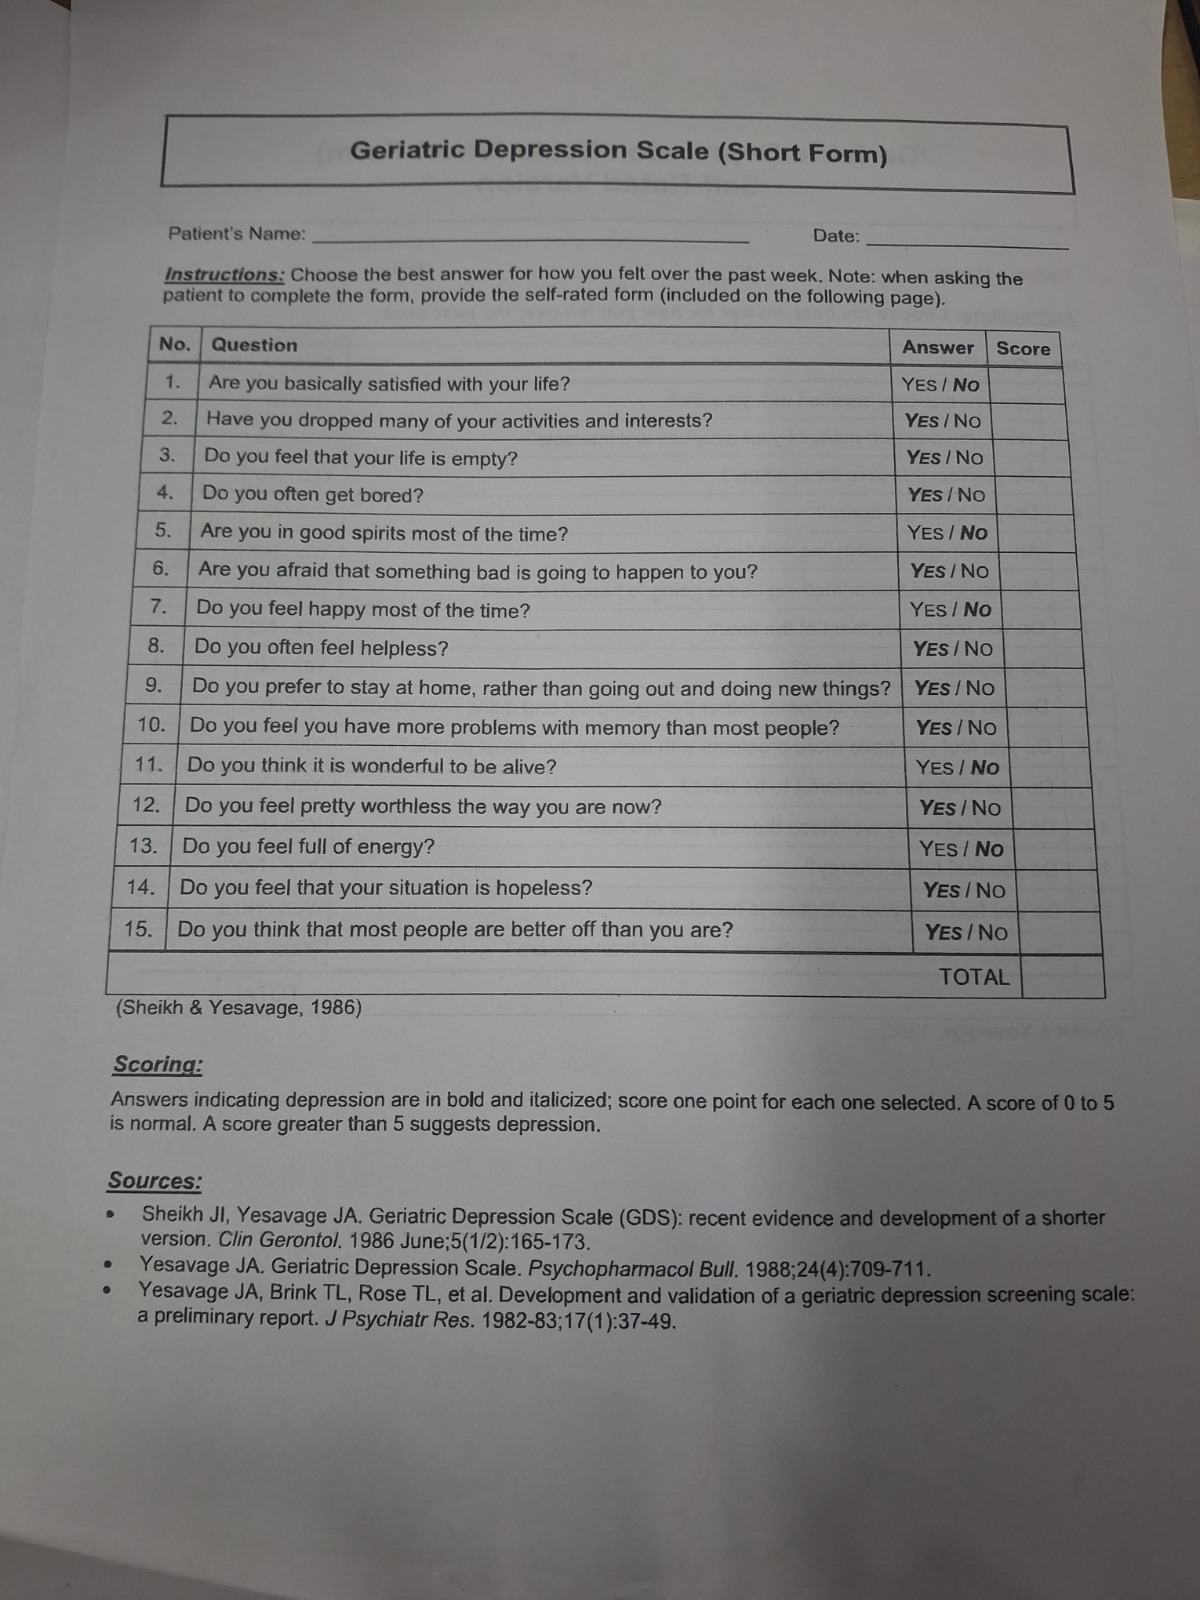 Geriatric Depression Scale (Short Form)
Patient's Name: Date:
Instructions: Choose the best answer for how you felt over the past week. Note: when asking the
patient to complete the form, provide the self-rated form (included on the following page).
No. Question Answer Score
1. Are you basically satisfied with your life? YES / No
2. Have you dropped many of your activities and interests? YES / No
3. Do you feel that your life is empty? YES / No
4. Do you often get bored? YES / No
5. Are you in good spirits most of the time? YES / No
6. Are you afraid that something bad is going to happen to you? YES / No
7. Do you feel happy most of the time? YES / No
8. Do you often feel helpless? YES / No
9. Do you prefer to stay at home, rather than going out and doing new things? YES / No
10. Do you feel you have more problems with memory than most people? YES / No
11. Do you think it is wonderful to be alive? YES / No
12. Do you feel pretty worthless the way you are now? YES / No
13. Do you feel full of energy? YES / No
14. Do you feel that your situation is hopeless? YES / No
15. Do you think that most people are better off than you are? YES / No
TOTAL
(Sheikh & Yesavage, 1986)
Scoring:
Answers indicating depression are in bold and italicized; score one point for each one selected. A score of 0 to 5
is normal. A score greater than 5 suggests depression.
Sources:
• Sheikh JI, Yesavage JA. Geriatric Depression Scale (GDS): recent evidence and development of a shorter
version. Clin Gerontol. 1986 June;5(1/2):165-173.
• Yesavage JA. Geriatric Depression Scale. Psychopharmacol Bull. 1988;24(4):709-711.
• Yesavage JA, Brink TL, Rose TL, et al. Development and validation of a geriatric depression screening scale:
a preliminary report. J Psychiatr Res. 1982-83;17(1):37-49.